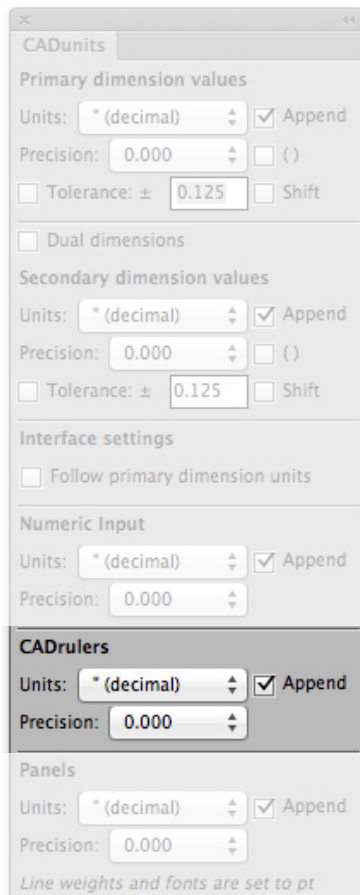 CADunits
Primary dimension values
Units: " (decimal) Append
Precision: 0.000 ( )
Tolerance: ± 0.125 Shift
Dual dimensions
Secondary dimension values
Units: " (decimal) Append
Precision: 0.000 ( )
Tolerance: ± 0.125 Shift
Interface settings
Follow primary dimension units
Numeric Input
Units: " (decimal) Append
Precision: 0.000
CADrulers
Units: " (decimal) Append
Precision: 0.000
Panels
Units: " (decimal) Append
Precision: 0.000
Line weights and fonts are set to pt